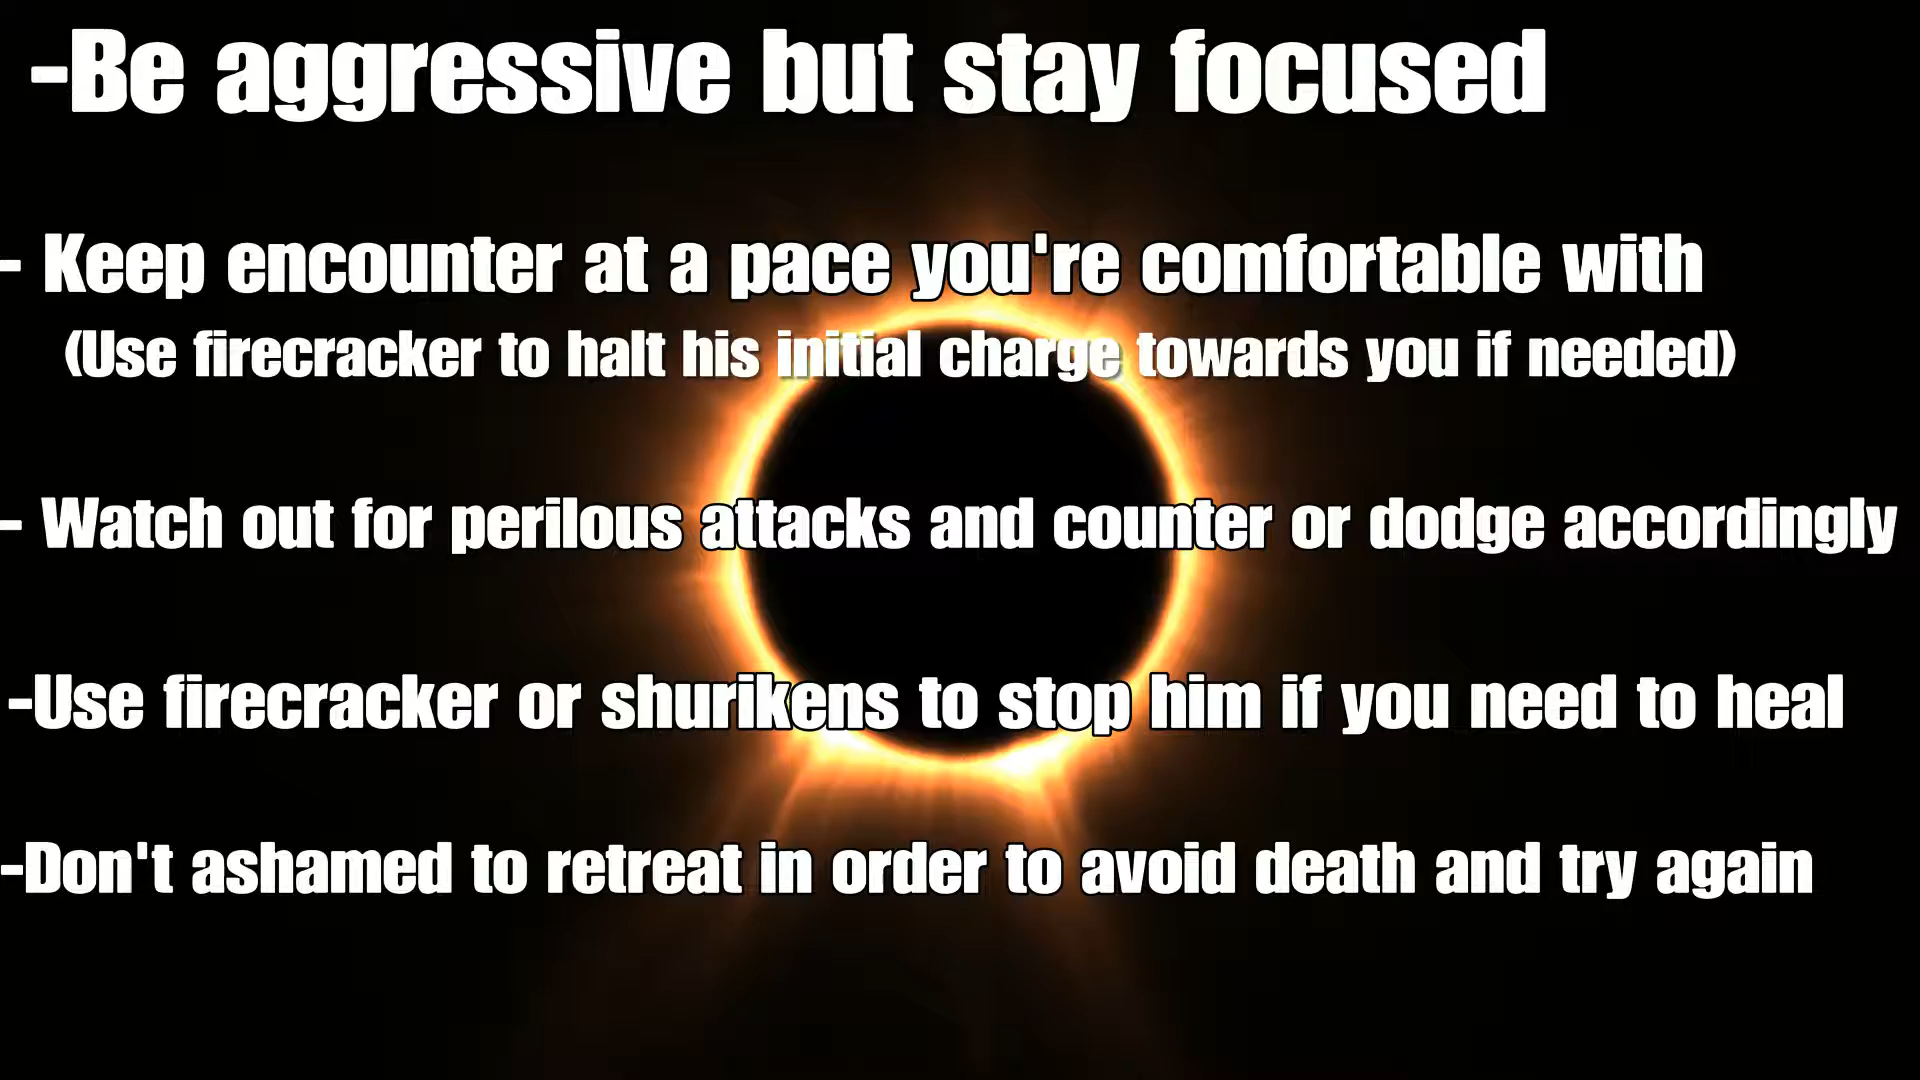 -Be aggressive but stay focused
- Keep encounter at a pace you're comfortable with
(Use firecracker to halt his initial charge towards you if needed)
- Watch out for perilous attacks and counter or dodge accordingly
-Use firecracker or shurikens to stop him if you need to heal
-Don't ashamed to retreat in order to avoid death and try again